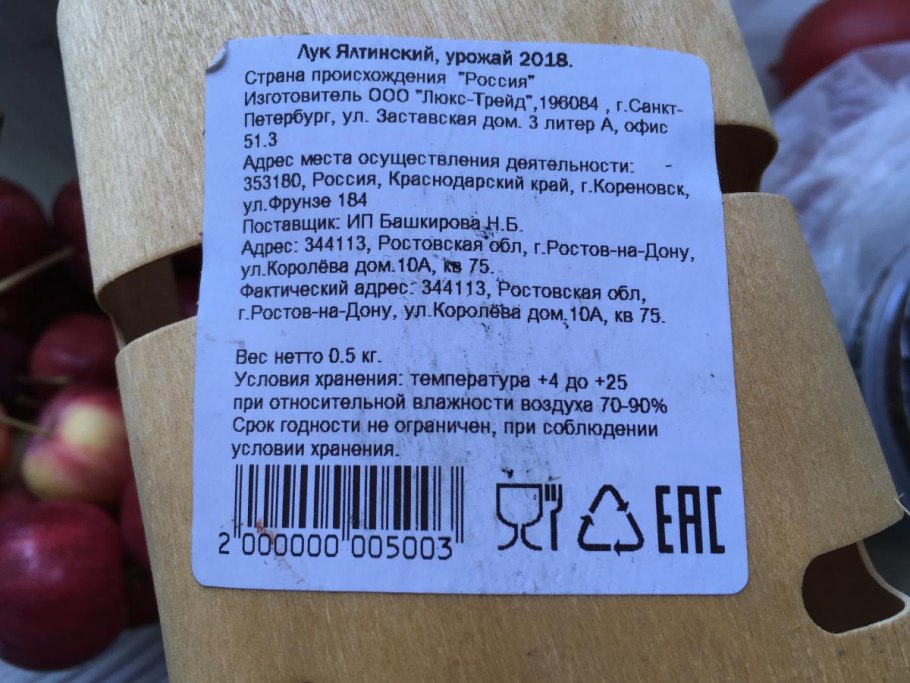 Лук Ялтинский, урожай 2018.
Страна происхождения "Россия"
Изготовитель ООО "Люкс-Трейд",196084 , г.Санкт-
Петербург, ул. Заставская дом. 3 литер А, офис
51.3
Адрес места осуществления деятельности:
353180, Россия, Краснодарский край, г.Кореновск,
ул.Фрунзе 184
Поставщик: ИП Башкирова Н.Б.
Адрес: 344113, Ростовская обл, г.Ростов-на-Дону,
ул.Королёва дом.10А, кв 75.
Фактический адрес: 344113, Ростовская обл,
г.Ростов-на-Дону, ул.Королёва дом.10А, кв 75.
Вес нетто 0.5 кг.
Условия хранения: температура +4 до +25
при относительной влажности воздуха 70-90%
Срок годности не ограничен, при соблюдении
условии хранения.
2 000000 005003
EAC